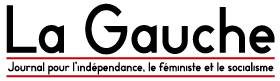 La Gauche
Journal pour l'indépendance, le féministe et le socialisme